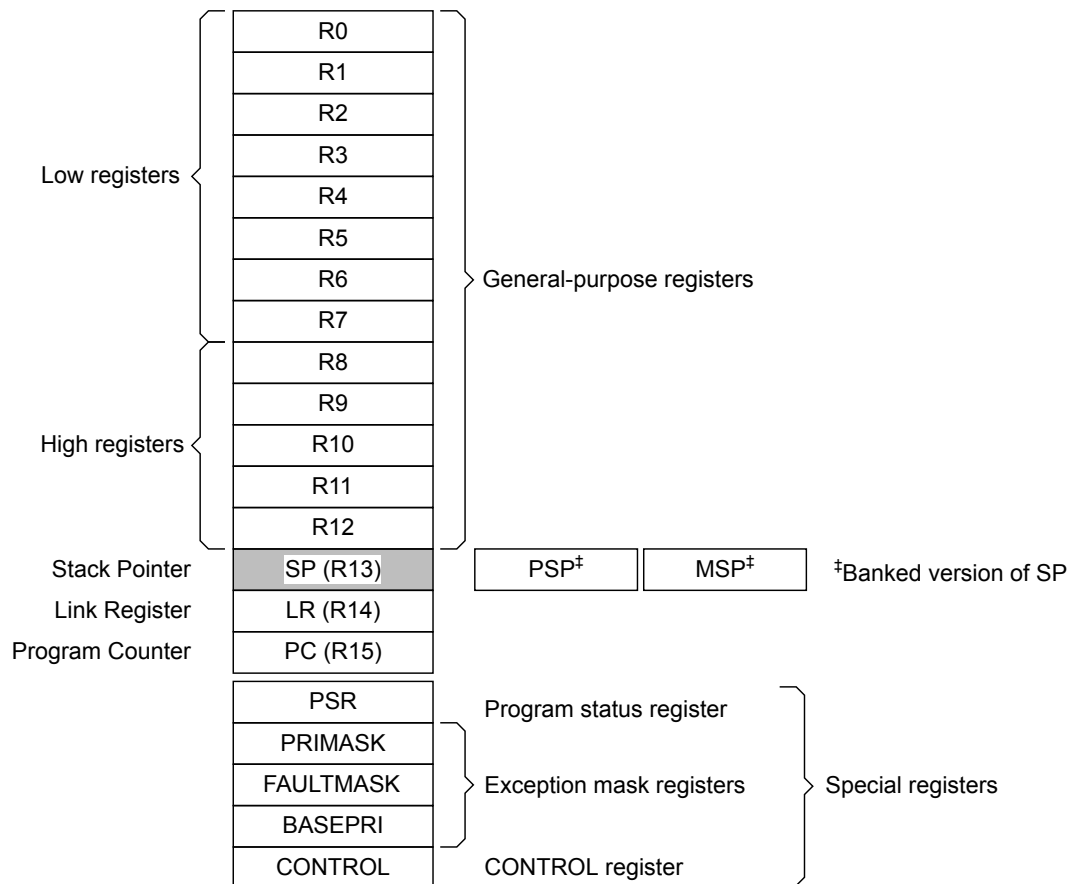 R0
R1
R2
R3
Low registers
R4
R5
R6
General-purpose registers
R7
R8
R9
High registers
R10
R11
R12
Stack Pointer
SP (R13)
PSP‡
MSP‡
‡Banked version of SP
Link Register
LR (R14)
Program Counter
PC (R15)
PSR
Program status register
PRIMASK
FAULTMASK
Exception mask registers
Special registers
BASEPRI
CONTROL
CONTROL register